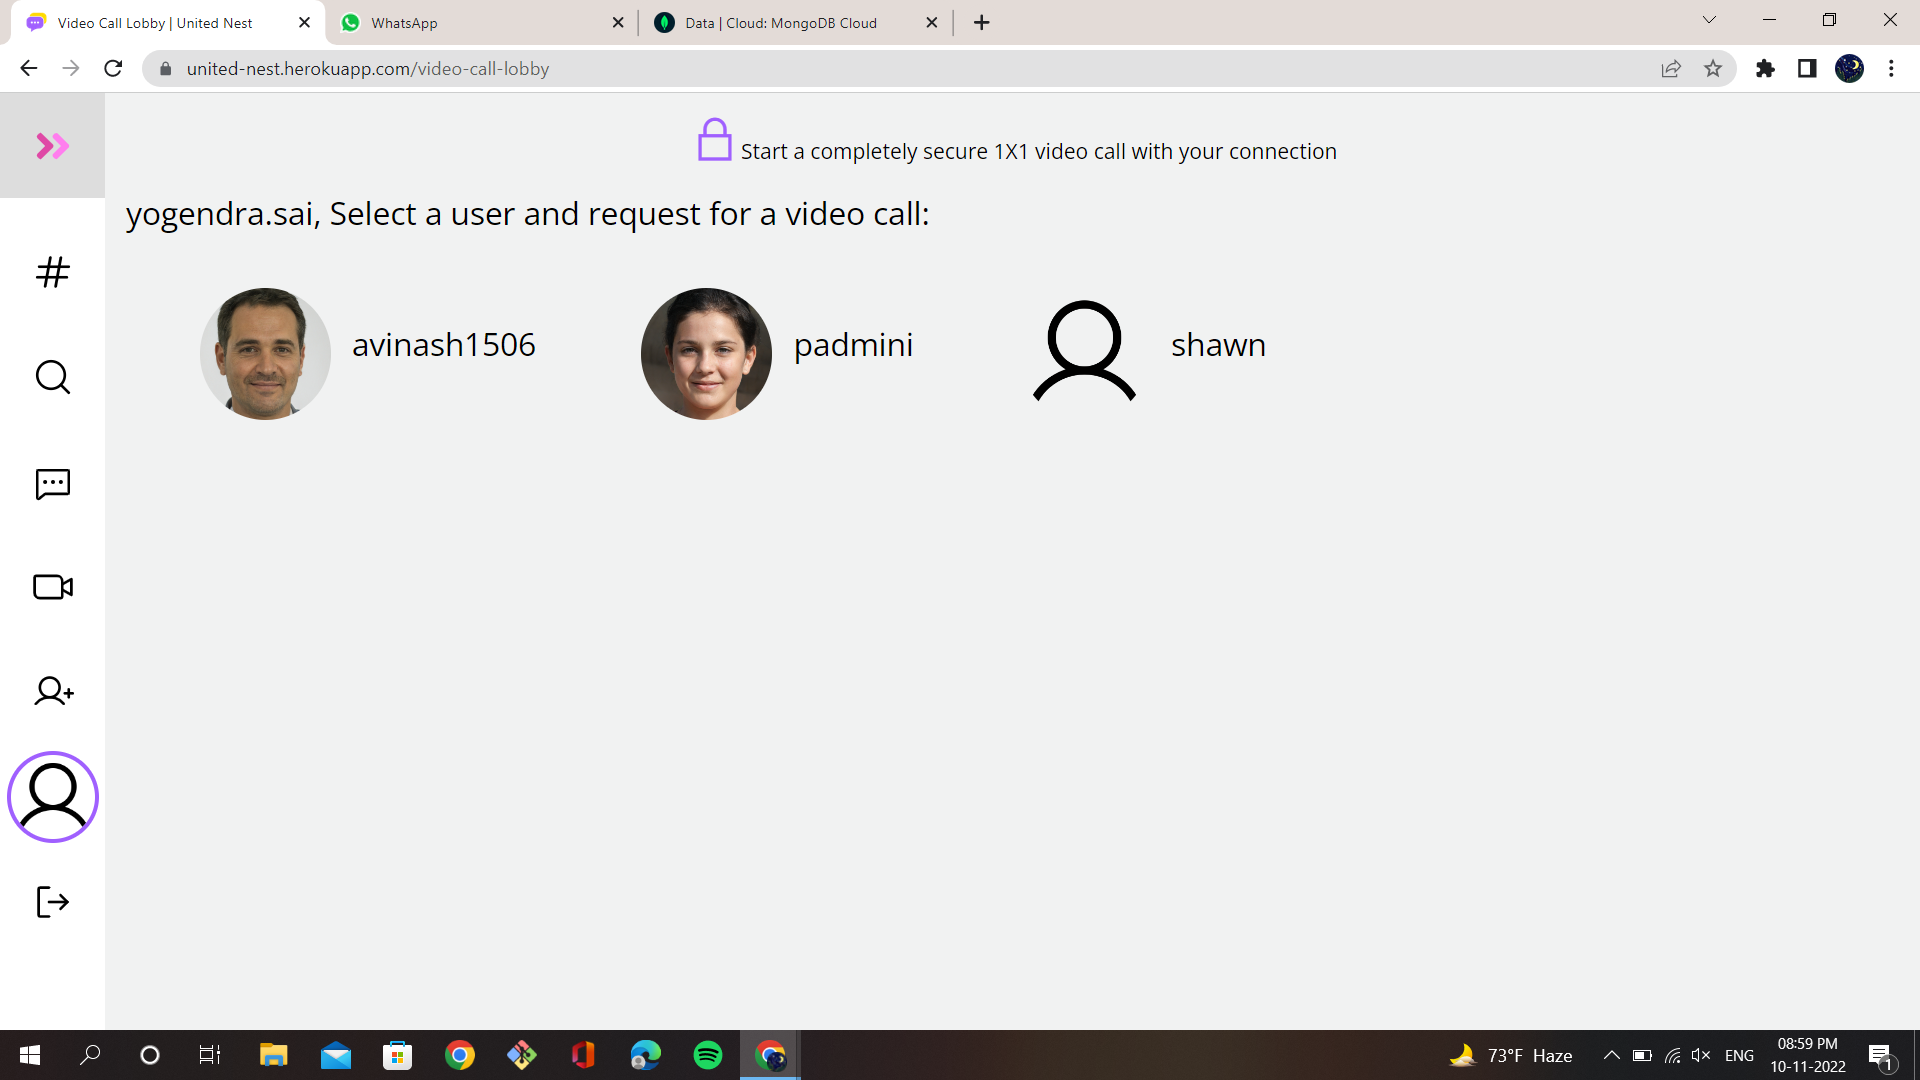 Video Call Lobby | United Nest
WhatsApp
Data | Cloud: MongoDB Cloud
united-nest.herokuapp.com/video-call-lobby
Start a completely secure 1X1 video call with your connection
yogendra.sai, Select a user and request for a video call:
avinash1506
padmini
shawn
73°F Haze
ENG
08:59 PM
10-11-2022
1